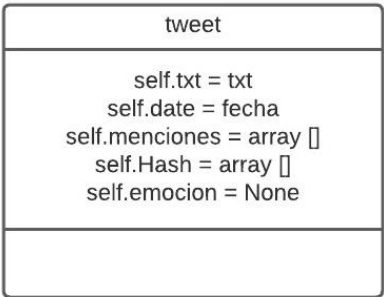 tweet
self.txt = txt
self.date = fecha
self.menciones = array []
self.Hash = array []
self.emocion = None